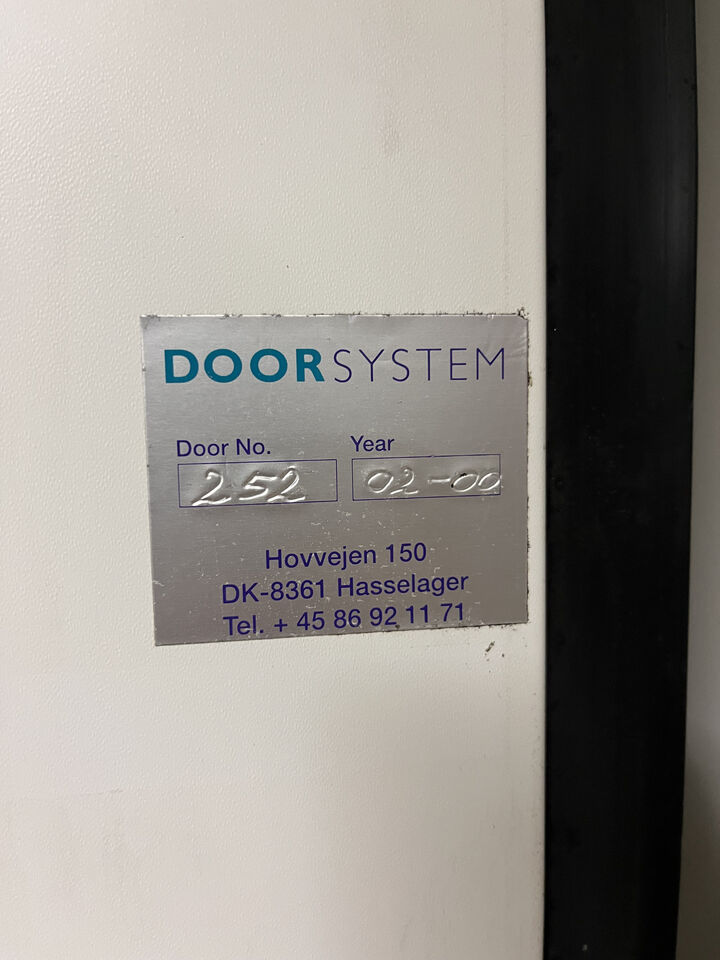 DOORSYSTEM
Door No. Year
252 02-00
Hovvejen 150
DK-8361 Hasselager
Tel. + 45 86 92 11 71